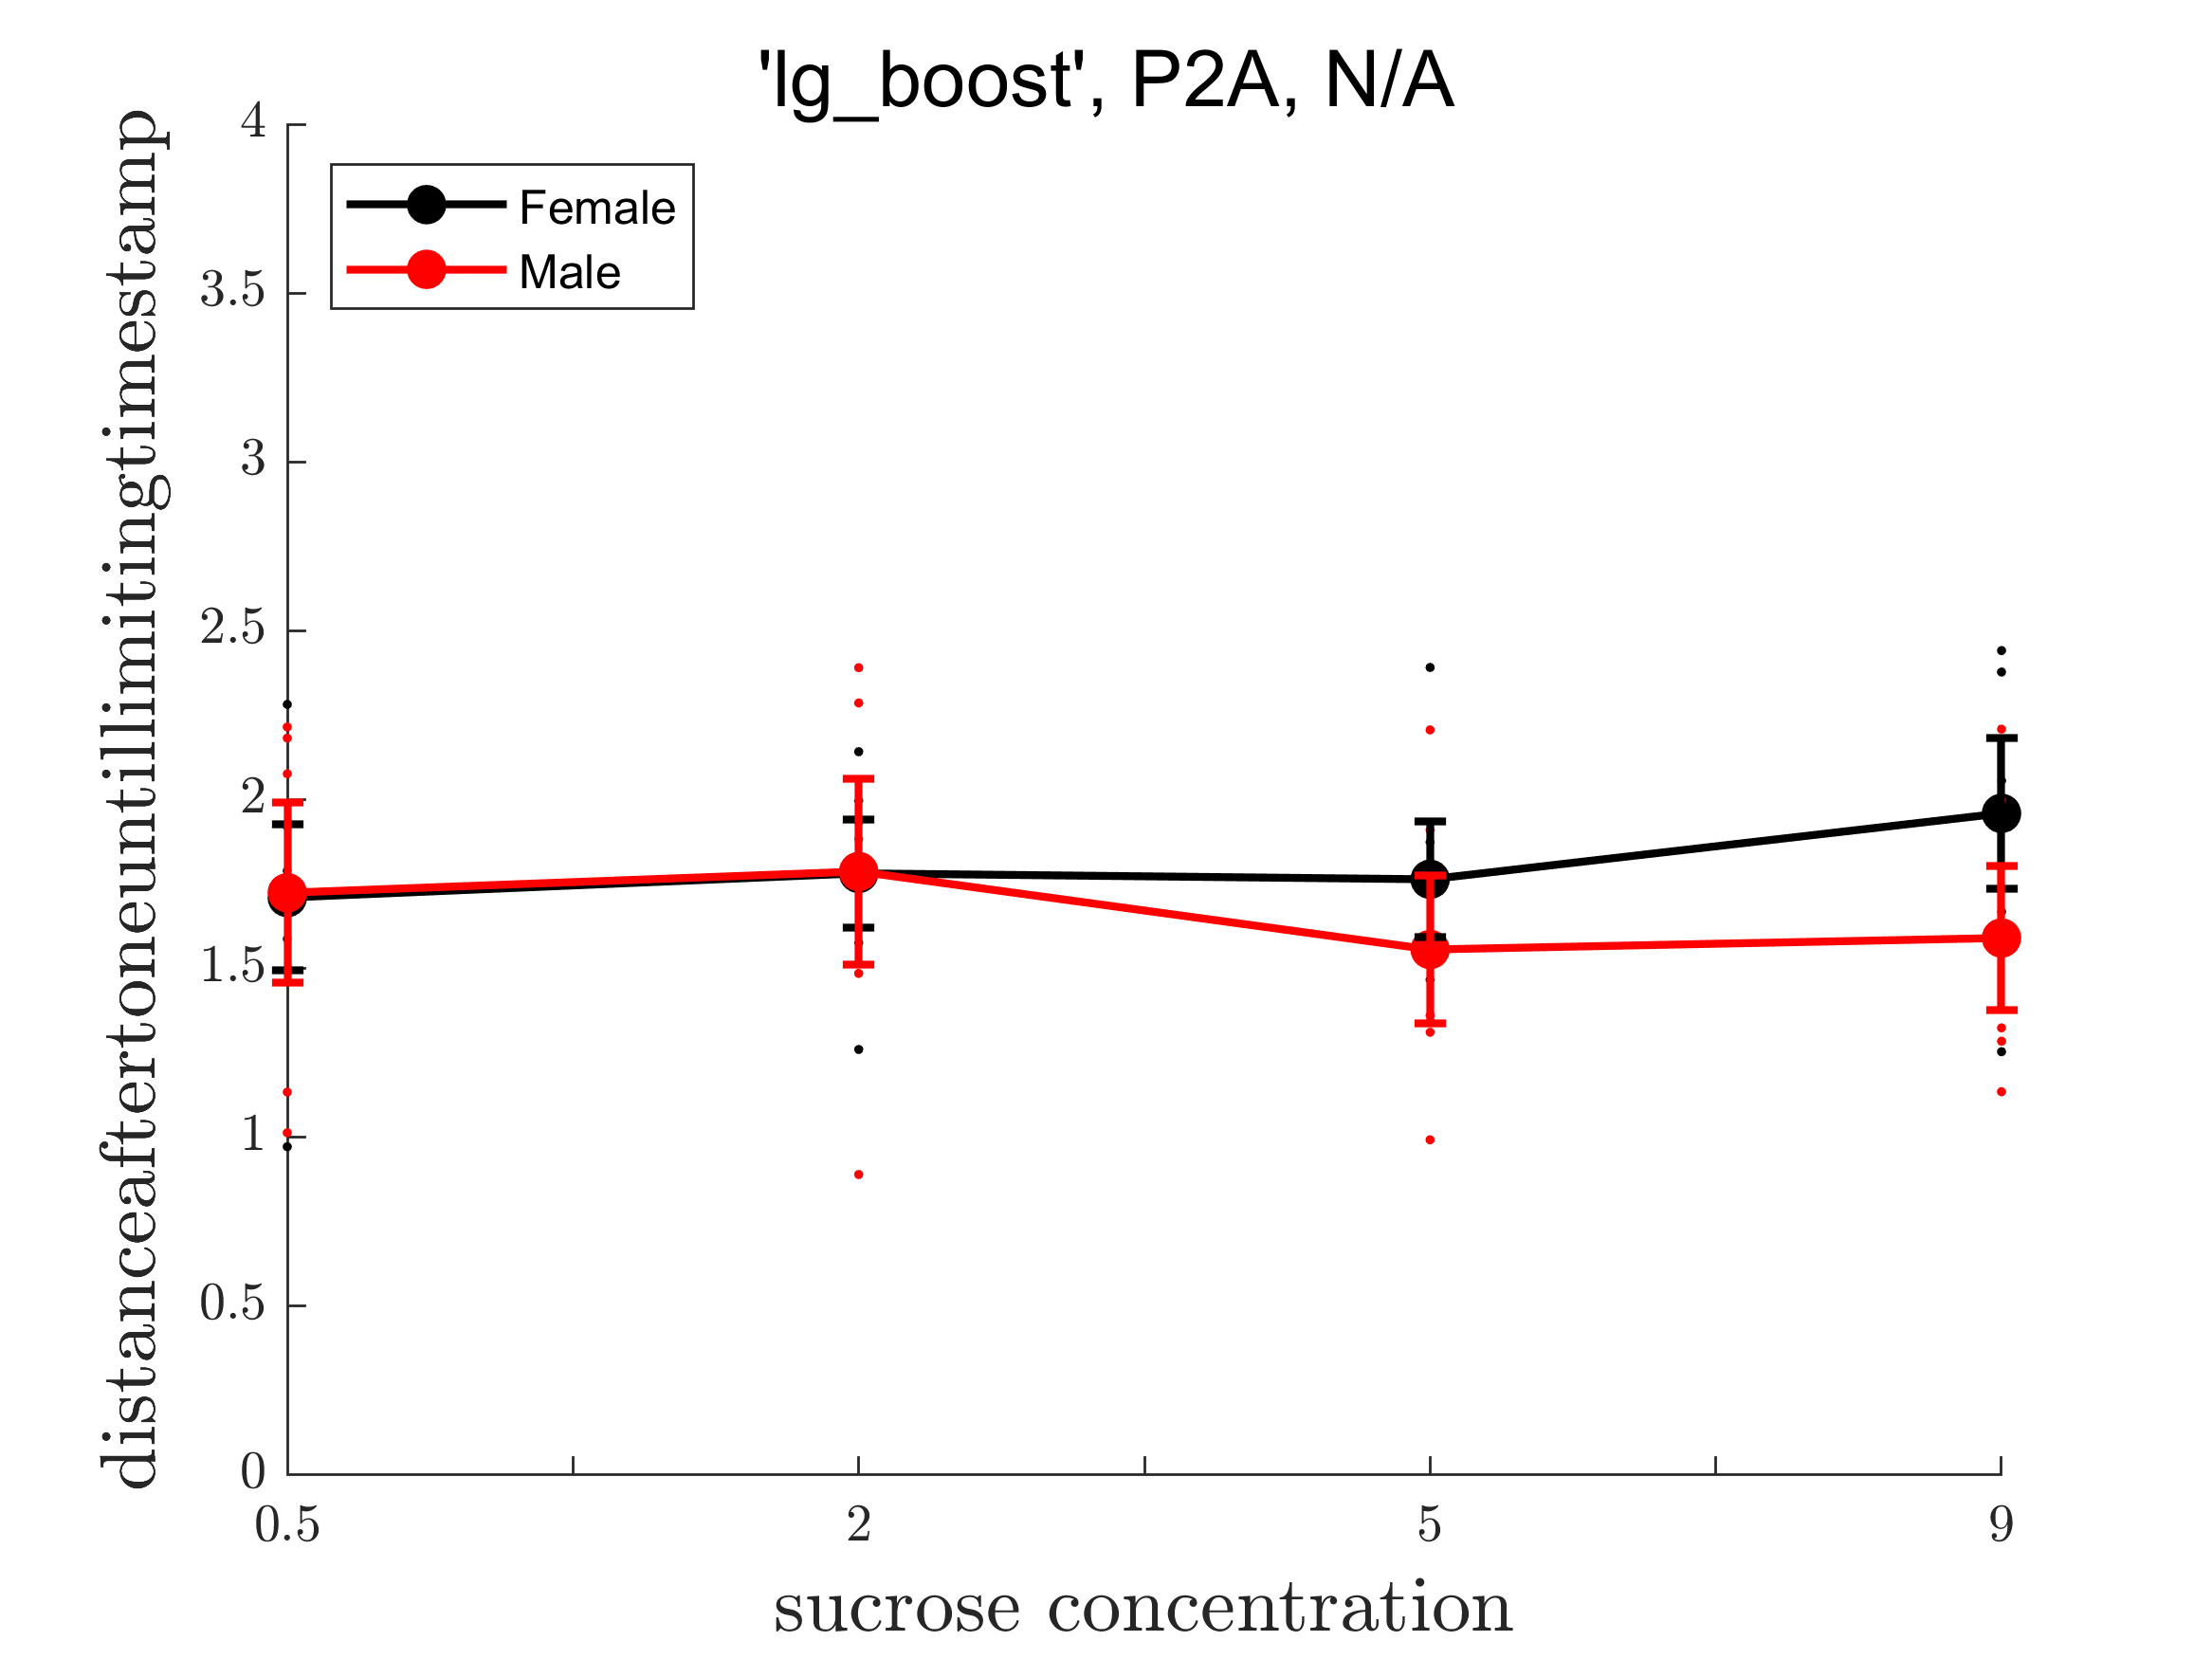 'lg_boost', P2A, N/A
Female
Male
distanceaftertoneuntillimitingtimestamp
4
3.5
3
2.5
2
1.5
1
0.5
0
0.5 2 5 9
sucrose concentration